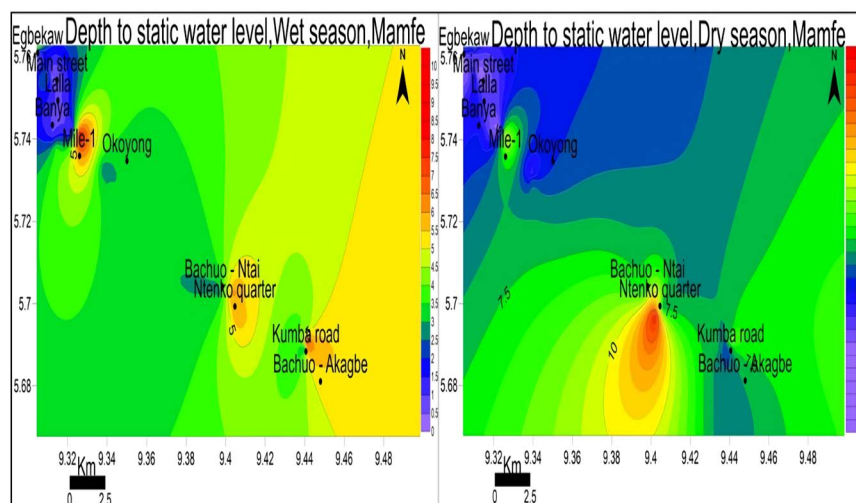 Egbekaw Depth to static water level,Wet season,Mamfe
5.76
Main street
Lalla
Banya
N
5.74
5
Mile-1
Okoyong
5.72
Bachuo - Ntai
Ntenko quarter
5.7
5
Kumba road
Bachuo - Akagbe
5.68
9.32 9.34 9.36 9.38 9.4 9.42 9.44 9.46 9.48
Km
0 2.5
10
9.5
9
8.5
8
7.5
7
6.5
6
5.5
5
4.5
4
3.5
3
2.5
2
1.5
1
0.5
0
Egbekaw Depth to static water level,Dry season,Mamfe
5.76
Main street
Lalla
Banya
N
5.74
Mile-1
Okoyong
5.72
Bachuo - Ntai
Ntenko quarter
7.5
7.5
5.7
10
Kumba road
Bachuo - Akagbe
5.68
9.32 9.34 9.36 9.38 9.4 9.42 9.44 9.46 9.48
Km
0 2.5